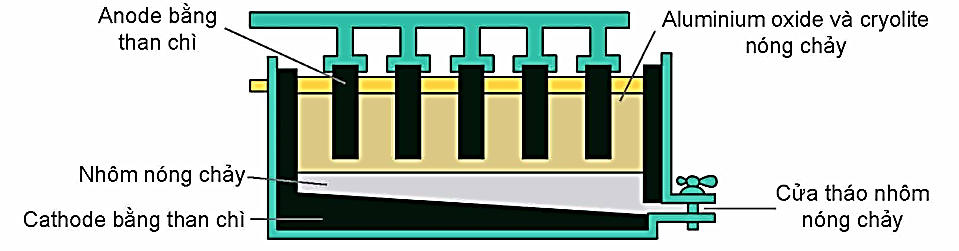 Anode bằng
than chì
Aluminium oxide và cryolite
nóng chảy
Nhôm nóng chảy
Cathode bằng than chì
Cửa tháo nhôm
nóng chảy